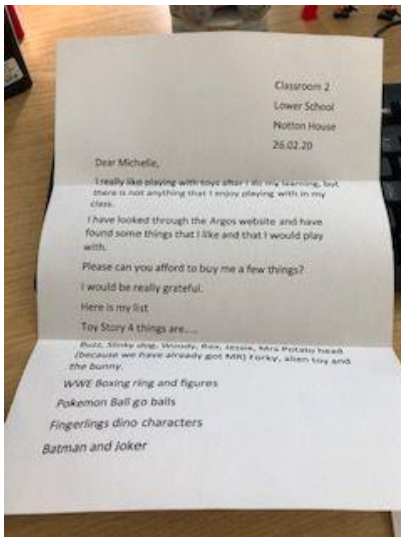 Classroom 2
Lower School
Notton House
26.02.20
Dear Michelle,
I really like playing with toys after I do my learning, but
there is not anything that I enjoy playing with in my
class.
I have looked through the Argos website and have
found some things that I like and that I would play
with.
Please can you afford to buy me a few things?
I would be really grateful.
Here is my list
Toy Story 4 things are.....
Buzz, Slinky dog, Woody, Rex, Jessie, Mrs Potato head
(because we have already got MR) Forky, alien toy and
the bunny.
WWE Boxing ring and figures
Pokemon Ball go balls
Fingerlings dino characters
Batman and Joker